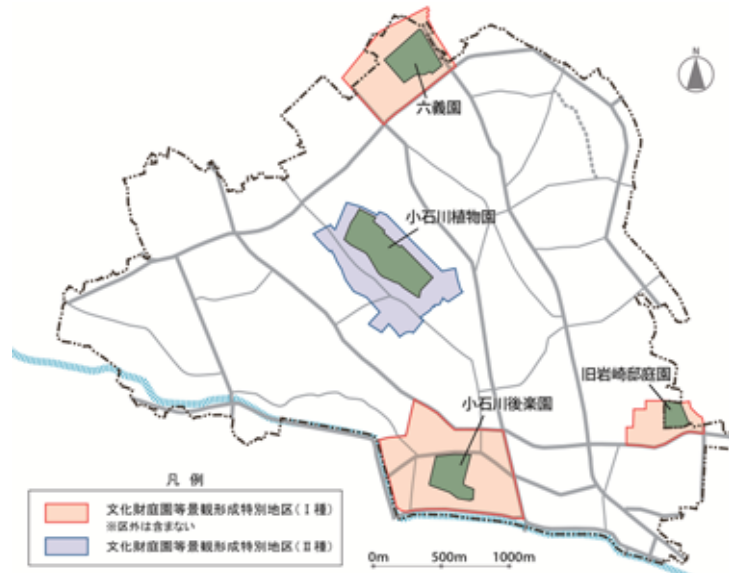 N
六義園
小石川植物園
旧岩崎邸庭園
小石川後楽園
凡 例
文化財庭園等景観形成特別地区(Ⅰ種)
※区外は含まない
文化財庭園等景観形成特別地区(Ⅱ種)
0m 500m 1000m